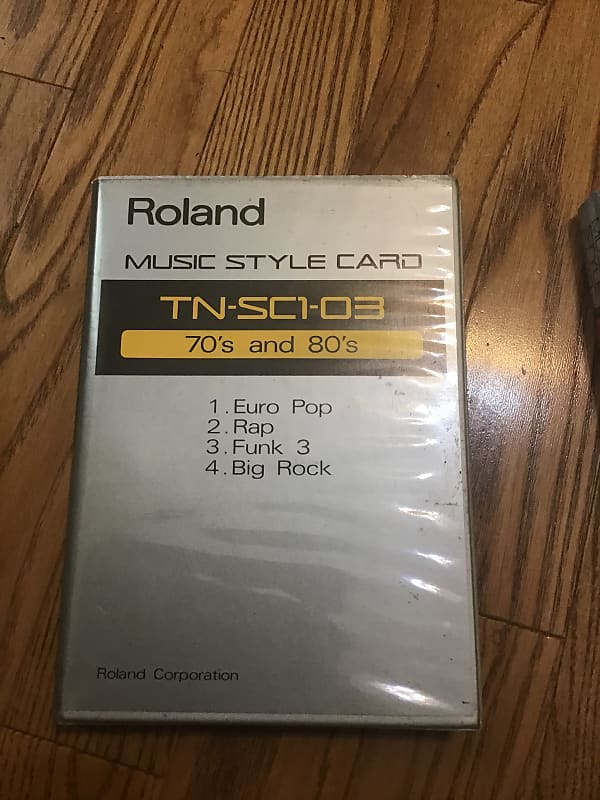 Roland
MUSIC STYLE CARD
TN-SC1-03
70's and 80's
1.Euro Pop
2.Rap
3.Funk 3
4.Big Rock
Roland Corporation